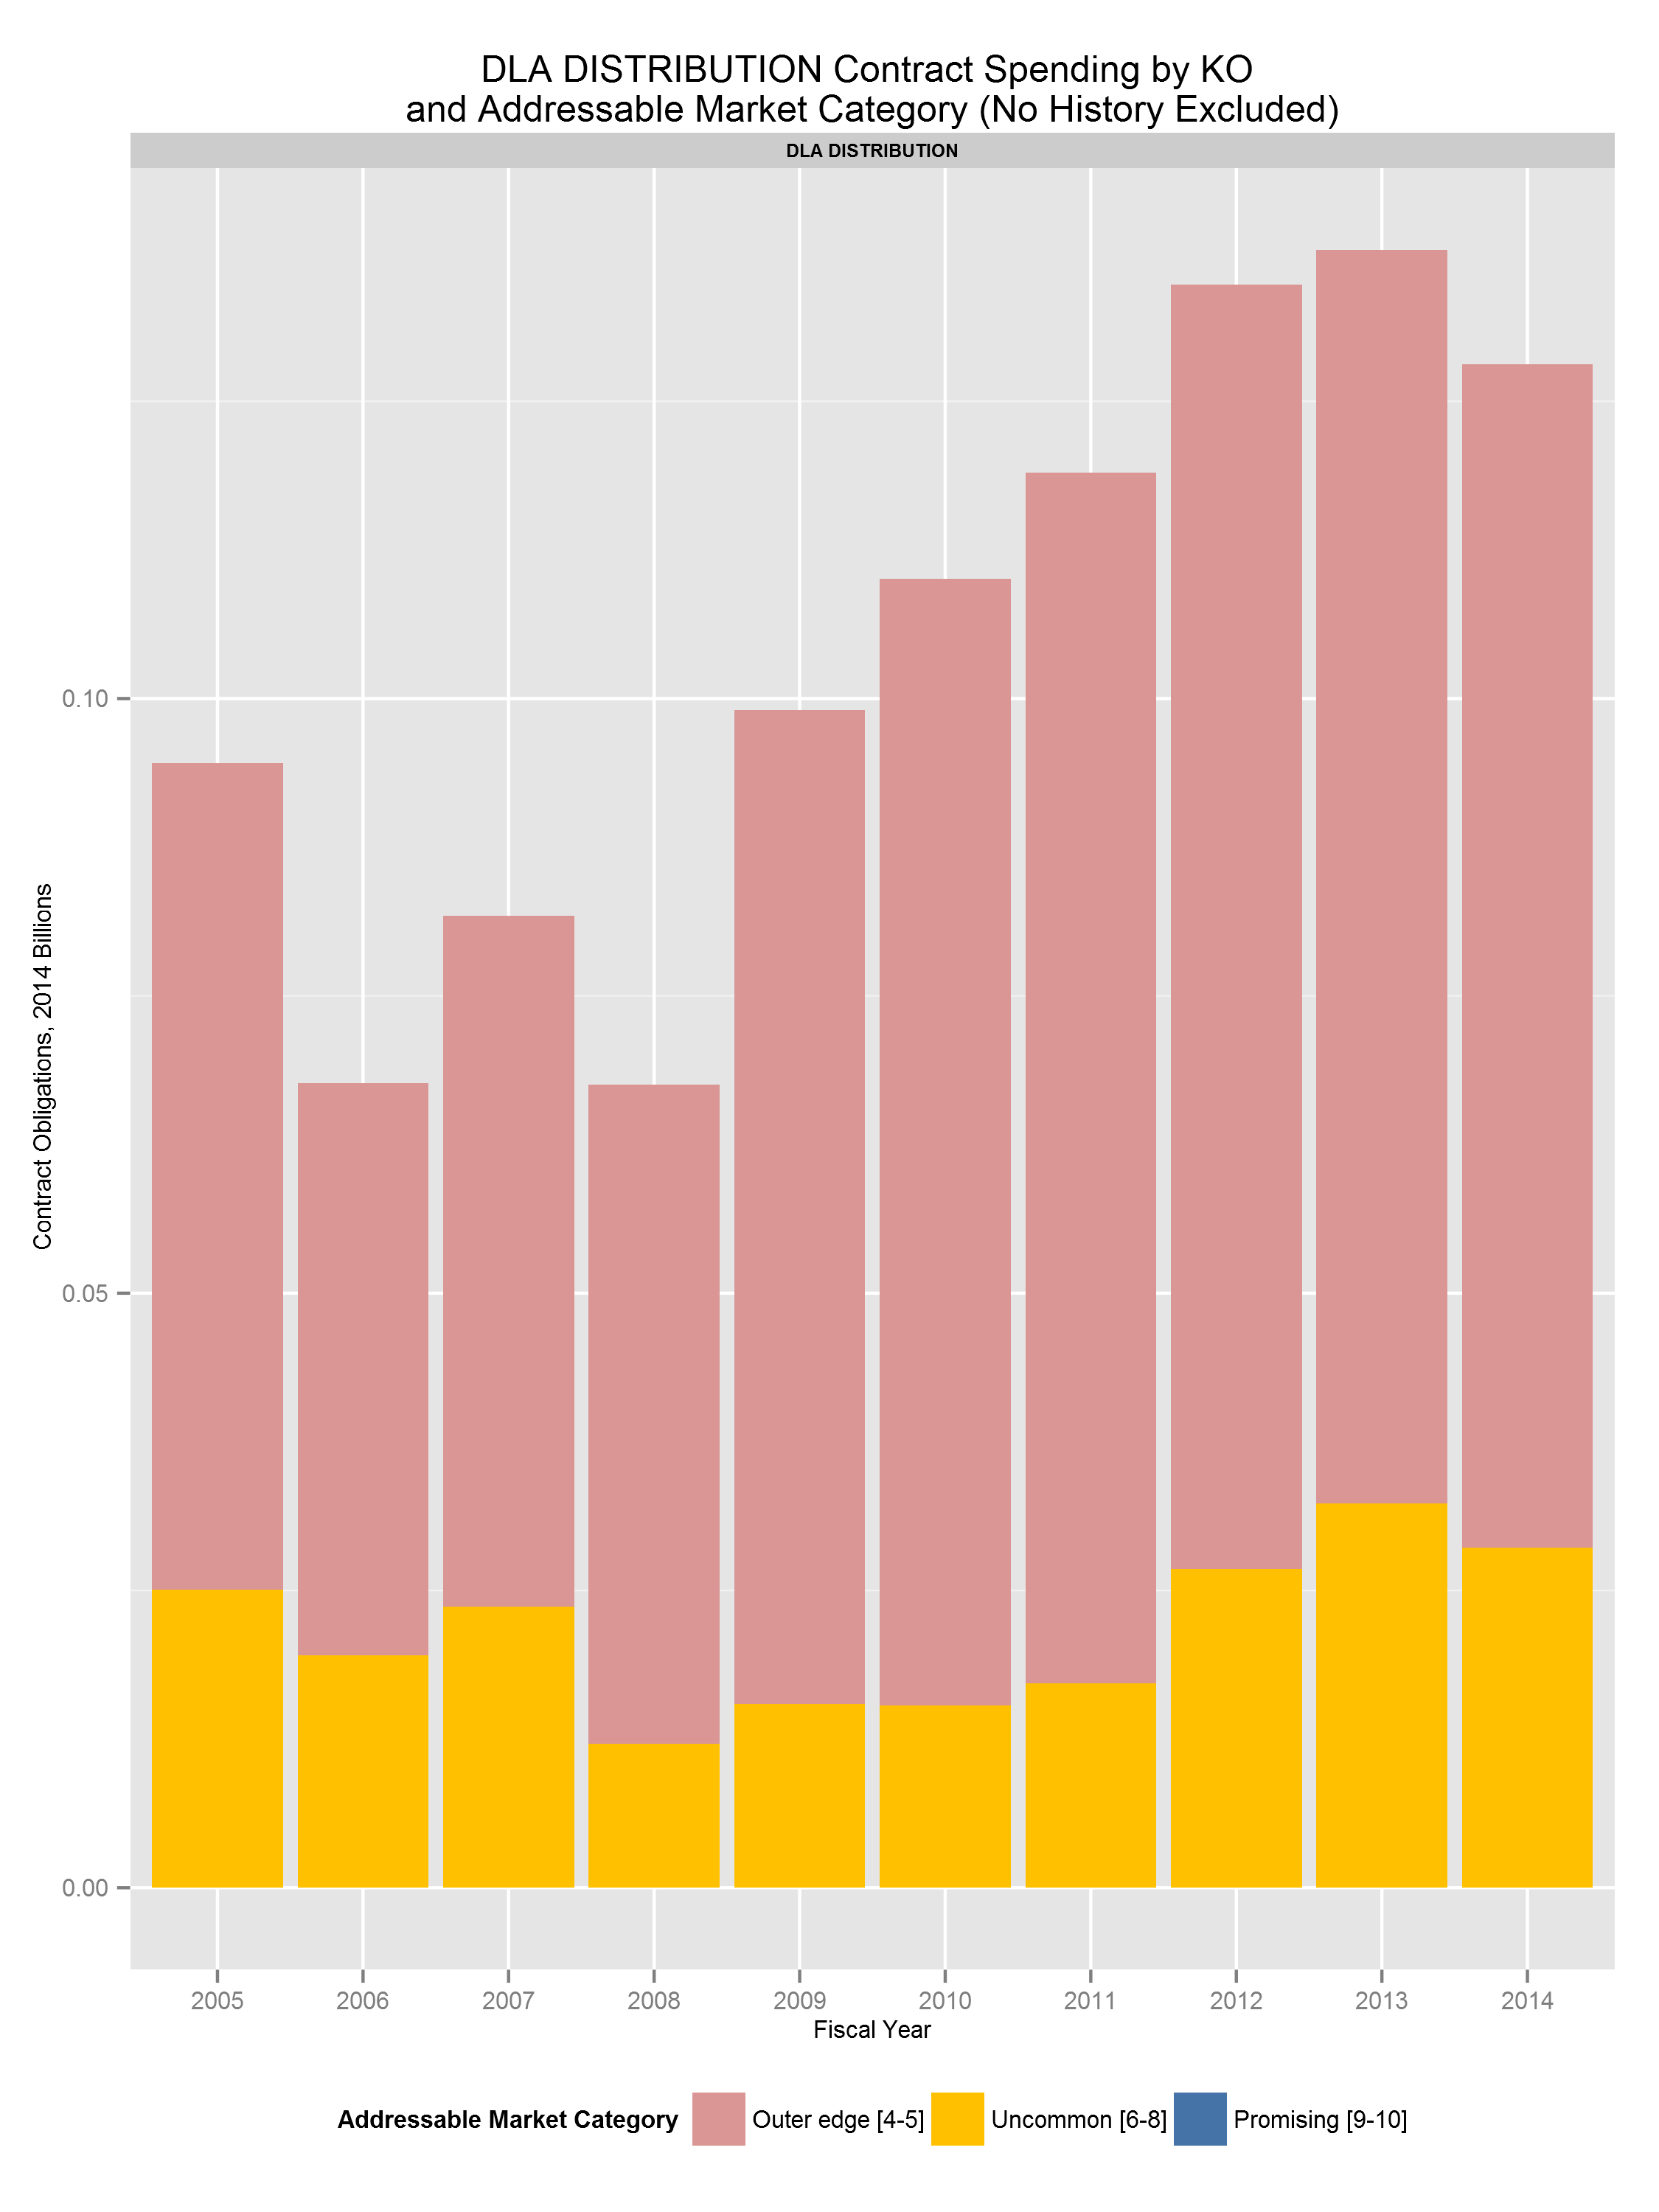 DLA DISTRIBUTION Contract Spending by KO
and Addressable Market Category (No History Excluded)
DLA DISTRIBUTION
Contract Obligations, 2014 Billions
0.10
0.05
0.00
2005 2006 2007 2008 2009 2010 2011 2012 2013 2014
Fiscal Year
Addressable Market Category Outer edge [4-5] Uncommon [6-8] Promising [9-10]